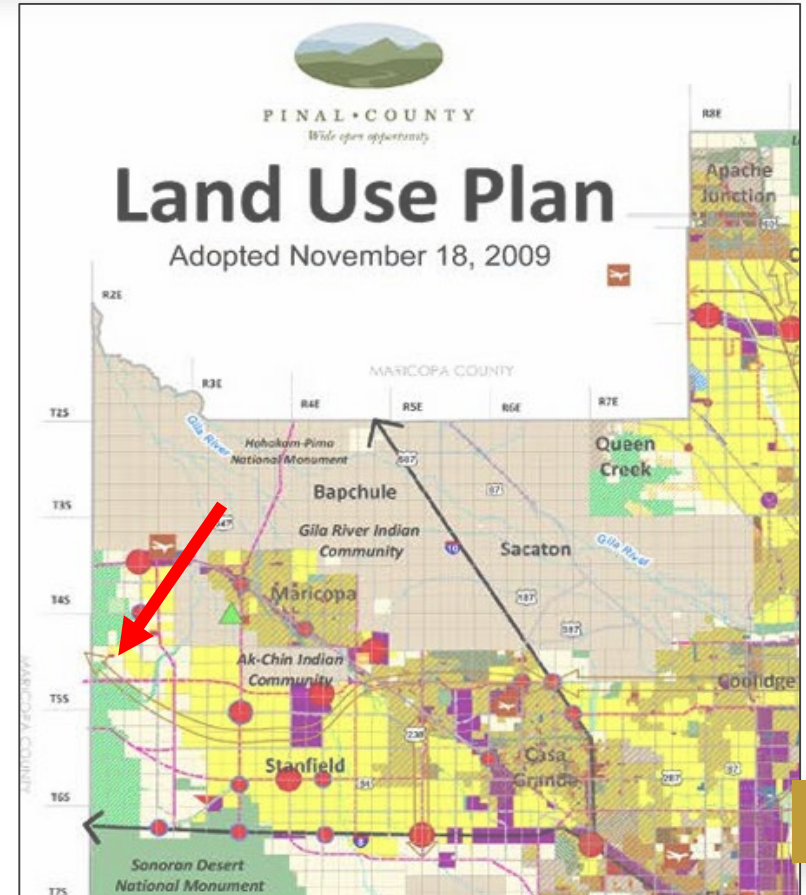 PINAL•COUNTY
Wide open opportunity
Land Use Plan
Adopted November 18, 2009
R8E
Apache
Junction
60
R2E
MARICOPA COUNTY
R3E
R4E
R5E
R6E
R7E
T2S
Gila River
Hohokam-Pima
National Monument
587
Queen
Creek
Bapchule
87
T3S
347
Gila River Indian
Community
10
Sacaton
Gila River
T4S
Maricopa
187
387
MARICOPA COUNTY
Ak-Chin Indian
Community
Coolidge
T5S
238
Stanfield
Casa
Grande
84
287
87
T6S
8
Sonoran Desert
National Monument
T7S